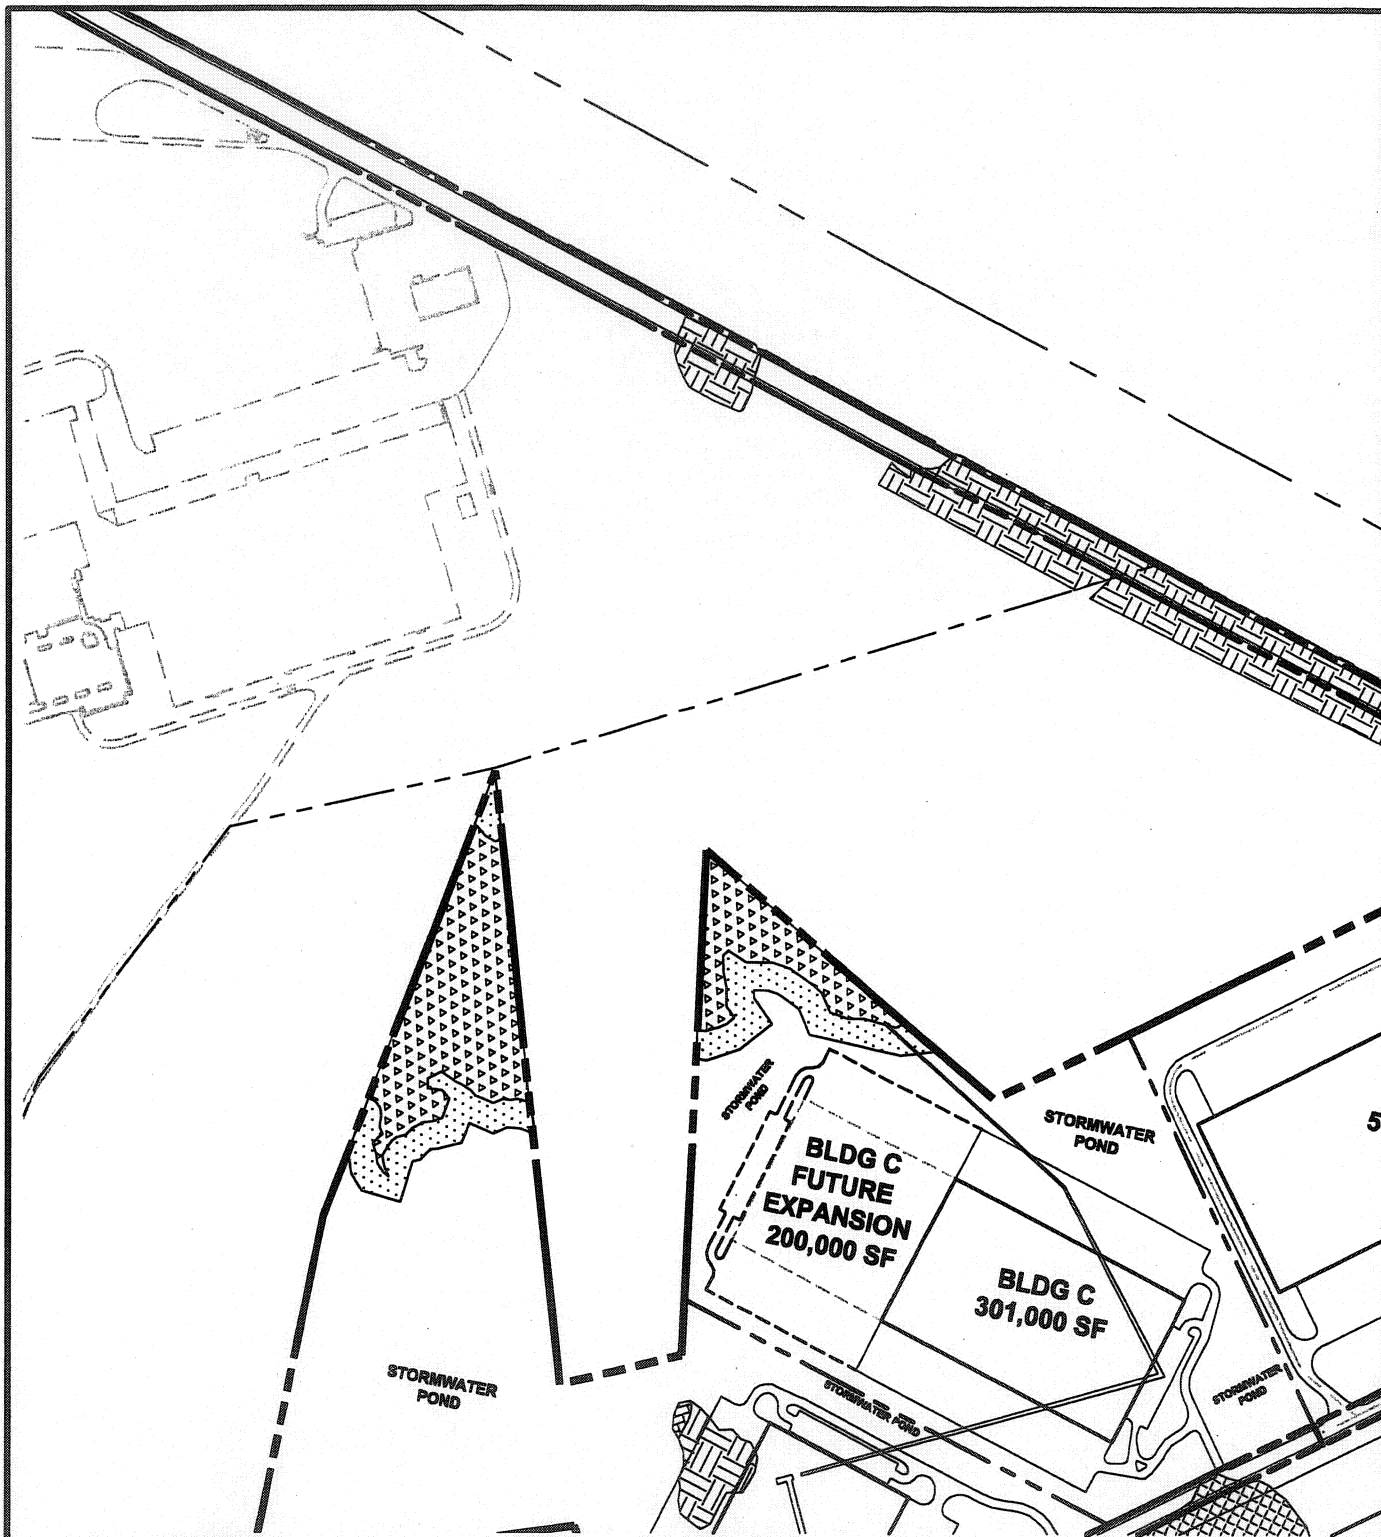 STORMWATER
POND
STORMWATER
POND
5
BLDG C
FUTURE
EXPANSION
200,000 SF
BLDG C
301,000 SF
STORMWATER
POND
STORMWATER POND
STORMWATER
POND